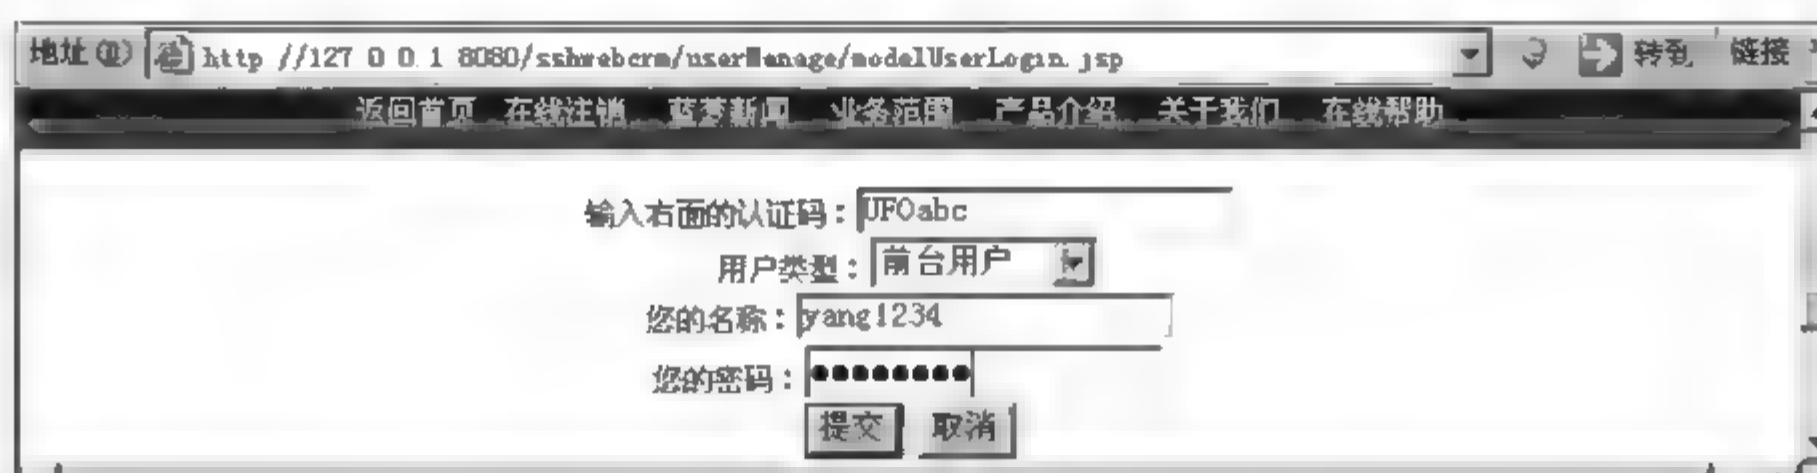 地址(D) http //127 0 0.1 8080/sshwebcrm/userManage/modelUserLogin.jsp 转到 链接
返回首页 在线注销 蓝梦新闻 业务范围 产品介绍 关于我们 在线帮助
输入右面的认证码：UFOabc
用户类型：前台用户
您的名称：yang1234
您的密码：●●●●●●●●
提交 取消